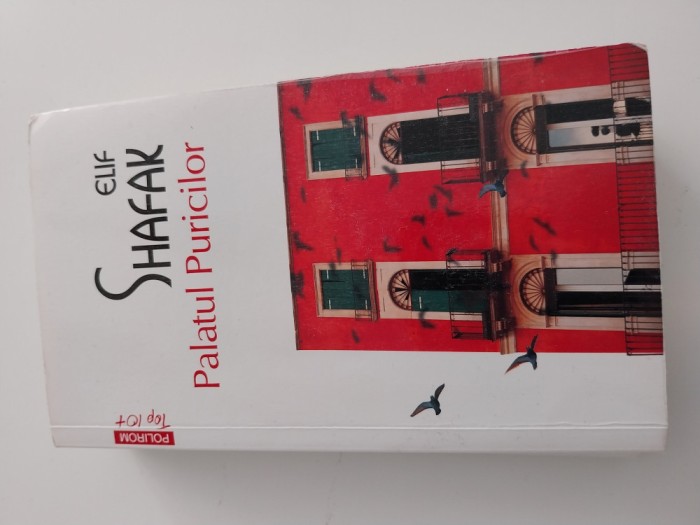 ELIF
SHAFAK
Palatul Puricilor
Top 10+
POLIROM